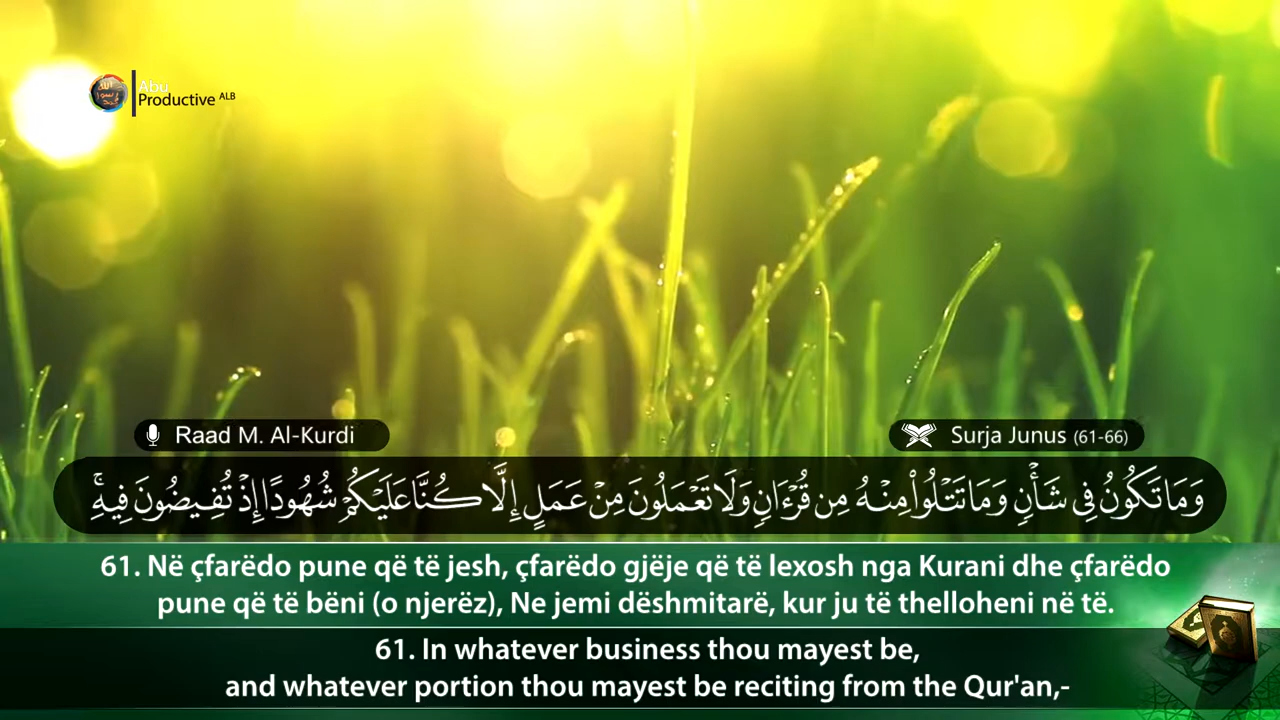 Abu
Productive ALB
Raad M. Al-Kurdi
Surja Junus (61-66)
وَمَا تَكُونُ فِى شَأْنٍ وَمَا تَتْلُوا۟ مِنْهُ مِن قُرْءَانٍ وَلَا تَعْمَلُونَ مِنْ عَمَلٍ إِلَّا كُنَّا عَلَيْكُمْ شُهُودًا إِذْ تُفِيضُونَ فِيهِ ۚ
61. Në çfarëdo pune që të jesh, çfarëdo gjëje që të lexosh nga Kurani dhe çfarëdo
pune që të bëni (o njerëz), Ne jemi dëshmitarë, kur ju të thelloheni në të.
61. In whatever business thou mayest be,
and whatever portion thou mayest be reciting from the Qur'an,-